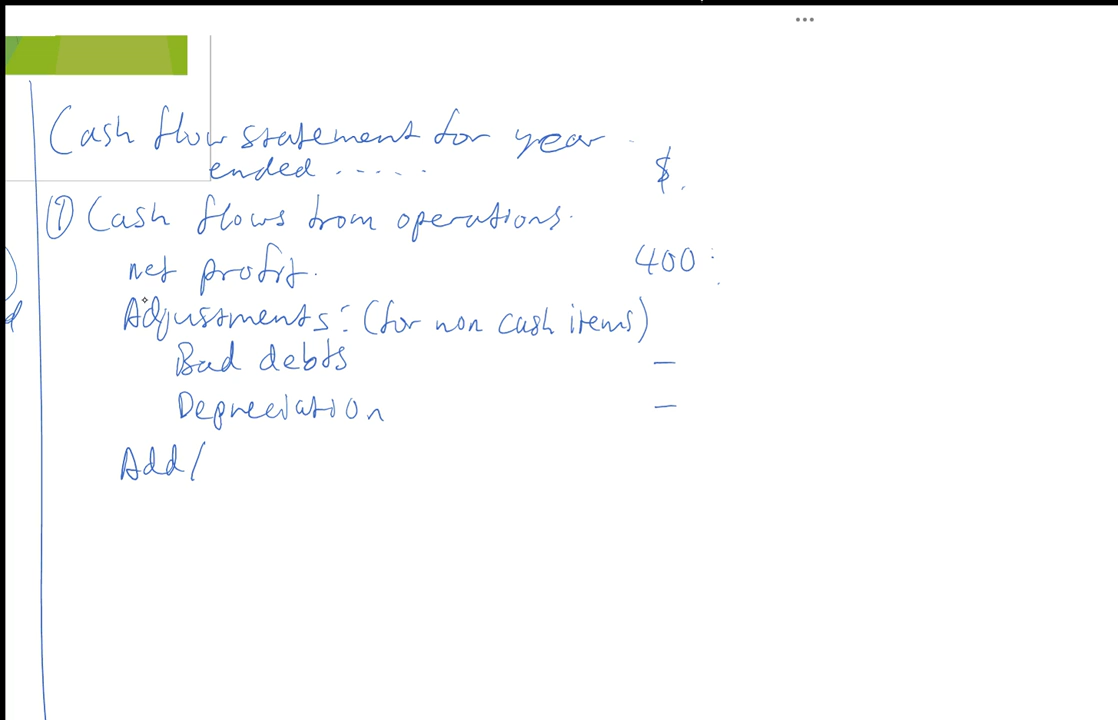 Cash flow statement for year
ended .....
$
① Cash flows from operations.
net profit. 400
Adjustments: (for non cash items)
Bad debts —
Depreciation —
Add/